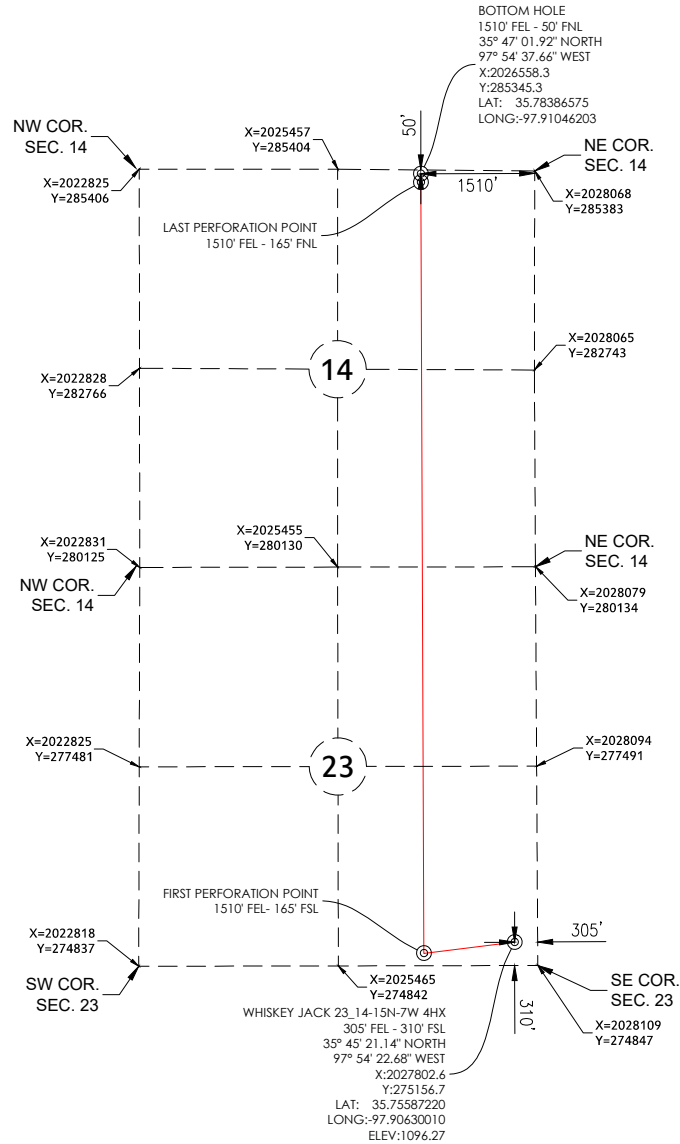 BOTTOM HOLE
1510' FEL - 50' FNL
35° 47' 01.92" NORTH
97° 54' 37.66" WEST
X:2026558.3
Y:285345.3
LAT: 35.78386575
LONG:-97.91046203
50'
NW COR.
SEC. 14
X=2025457
Y=285404
NE COR.
SEC. 14
X=2022825
Y=285406
1510'
X=2028068
Y=285383
LAST PERFORATION POINT
1510' FEL - 165' FNL
X=2028065
Y=282743
14
X=2022828
Y=282766
X=2022831
Y=280125
NW COR.
SEC. 14
X=2025455
Y=280130
NE COR.
SEC. 14
X=2028079
Y=280134
X=2022825
Y=277481
X=2028094
Y=277491
23
FIRST PERFORATION POINT
1510' FEL- 165' FSL
X=2022818
Y=274837
305'
SW COR.
SEC. 23
X=2025465
Y=274842
SE COR.
SEC. 23
310'
X=2028109
Y=274847
WHISKEY JACK 23_14-15N-7W 4HX
305' FEL - 310' FSL
35° 45' 21.14" NORTH
97° 54' 22.68" WEST
X:2027802.6
Y:275156.7
LAT: 35.75587220
LONG:-97.90630010
ELEV:1096.27